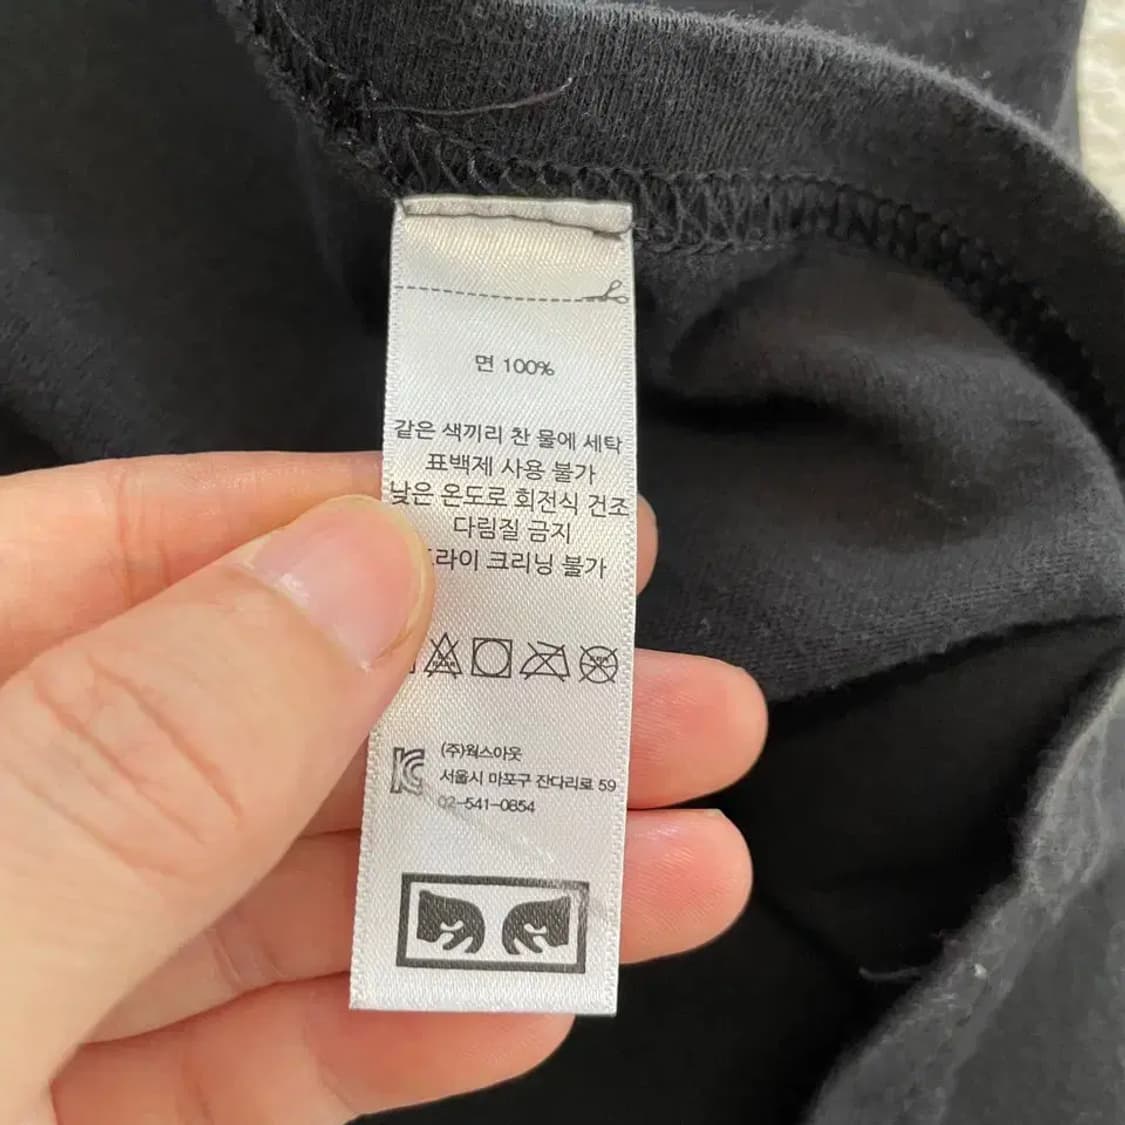 면 100%
같은 색끼리 찬 물에 세탁
표백제 사용 불가
낮은 온도로 회전식 건조
다림질 금지
크리닝 불가
(주)웍스아웃
서울시 마포구 잔다리로 59
02-541-0854